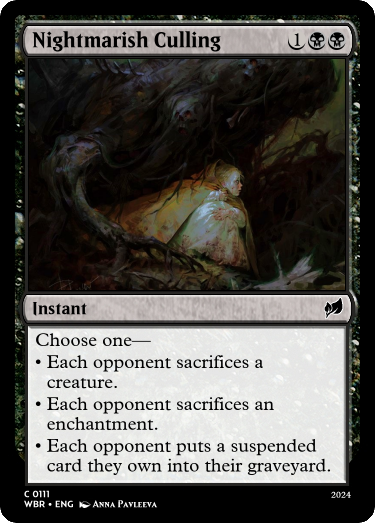 Nightmarish Culling 1
Instant
Choose one—
• Each opponent sacrifices a
creature.
• Each opponent sacrifices an
enchantment.
• Each opponent puts a suspended
card they own into their graveyard.
C 0111 2024
WBR • ENG Anna Pavleeva